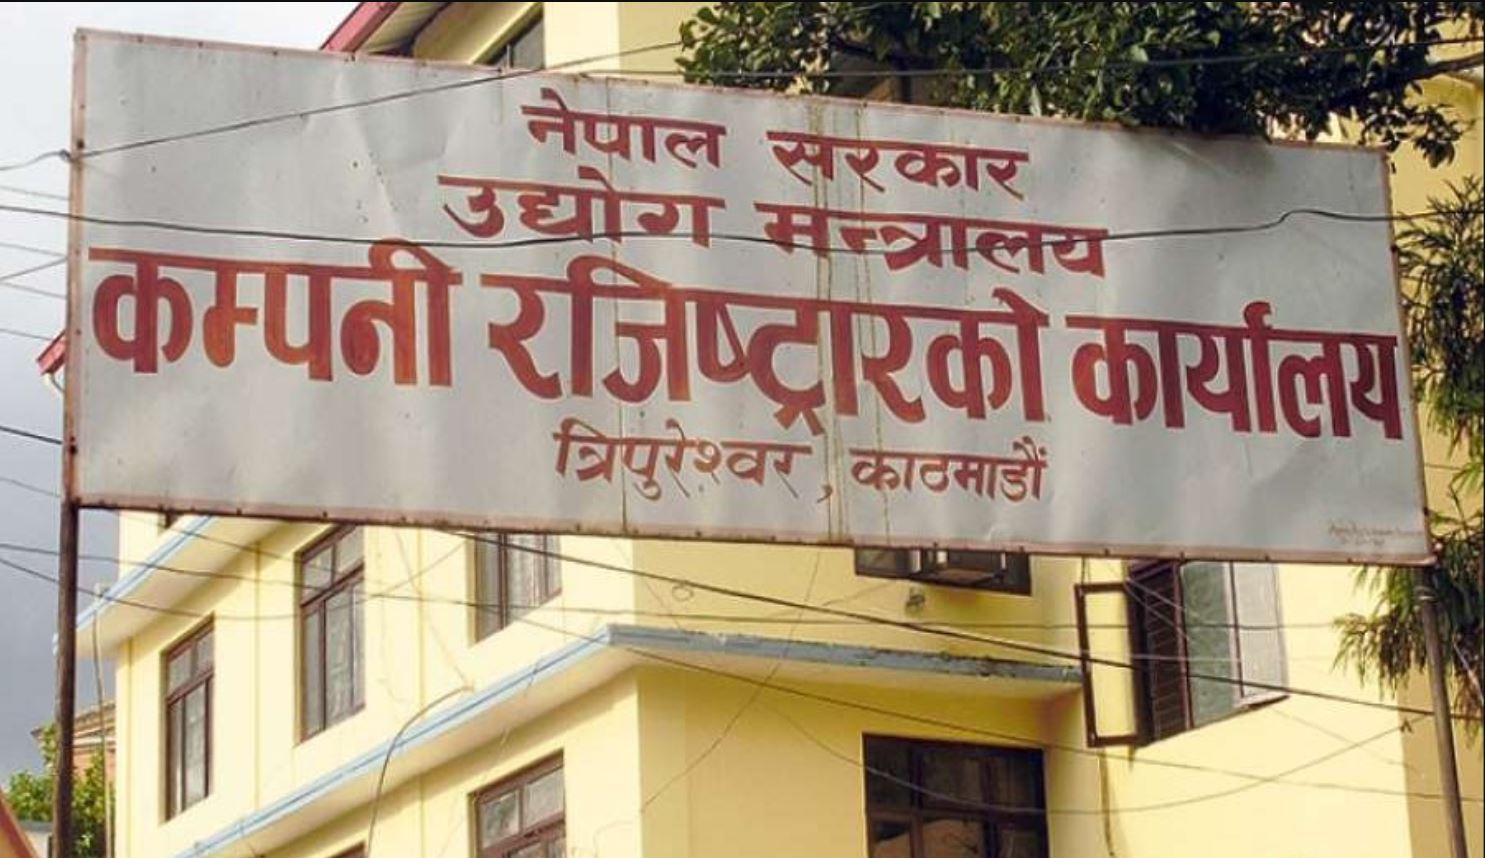 नेपाल सरकार
उद्योग मन्त्रालय
कम्पनी रजिष्ट्रारको कार्यालय
त्रिपुरेश्वर, काठमाडौं